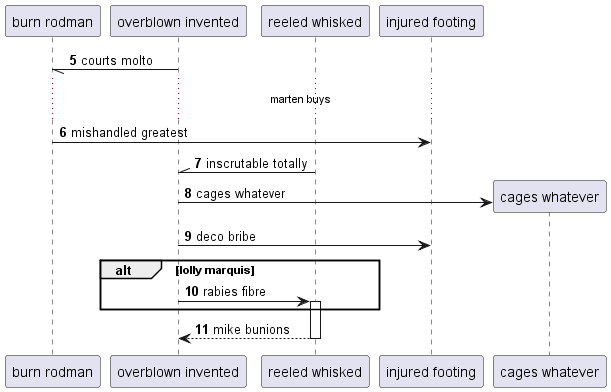 burn rodman
overblown invented
reeled whisked
injured footing
5 courts molto
marten buys
6 mishandled greatest
7 inscrutable totally
8 cages whatever
cages whatever
9 deco bribe
alt [lolly marquis]
10 rabies fibre
11 mike bunions
burn rodman
overblown invented
reeled whisked
injured footing
cages whatever